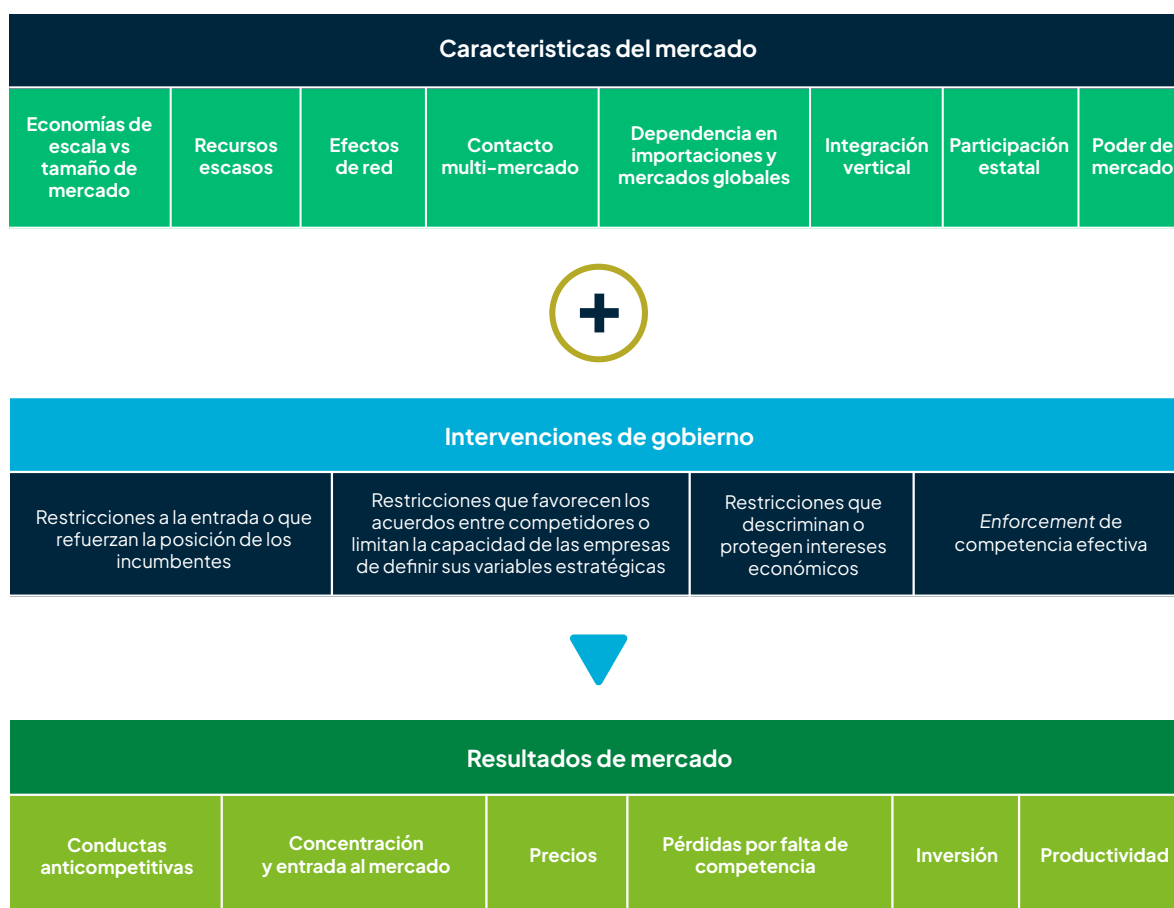 Caracteristicas del mercado
Economías de
escala vs
tamaño de
mercado
Recursos
escasos
Efectos
de red
Contacto
multi-mercado
Dependencia en
importaciones y
mercados globales
Integración
vertical
Participación
estatal
Poder de
mercado
+
Intervenciones de gobierno
Restricciones a la entrada o que
refuerzan la posición de los
incumbentes
Restricciones que favorecen los
acuerdos entre competidores o
limitan la capacidad de las empresas
de definir sus variables estratégicas
Restricciones que
descriminan o
protegen intereses
económicos
Enforcement de
competencia efectiva
Resultados de mercado
Conductas
anticompetitivas
Concentración
y entrada al mercado
Precios
Pérdidas por falta de
competencia
Inversión
Productividad